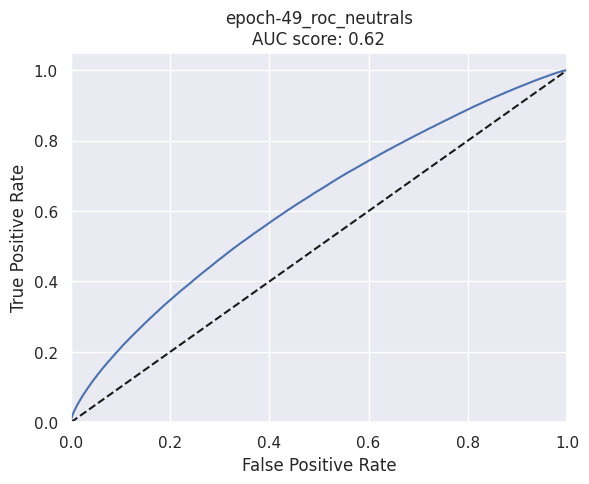 epoch-49_roc_neutrals
AUC score: 0.62
1.0
0.8
0.6
0.4
0.2
0.0
True Positive Rate
0.0 0.2 0.4 0.6 0.8 1.0
False Positive Rate